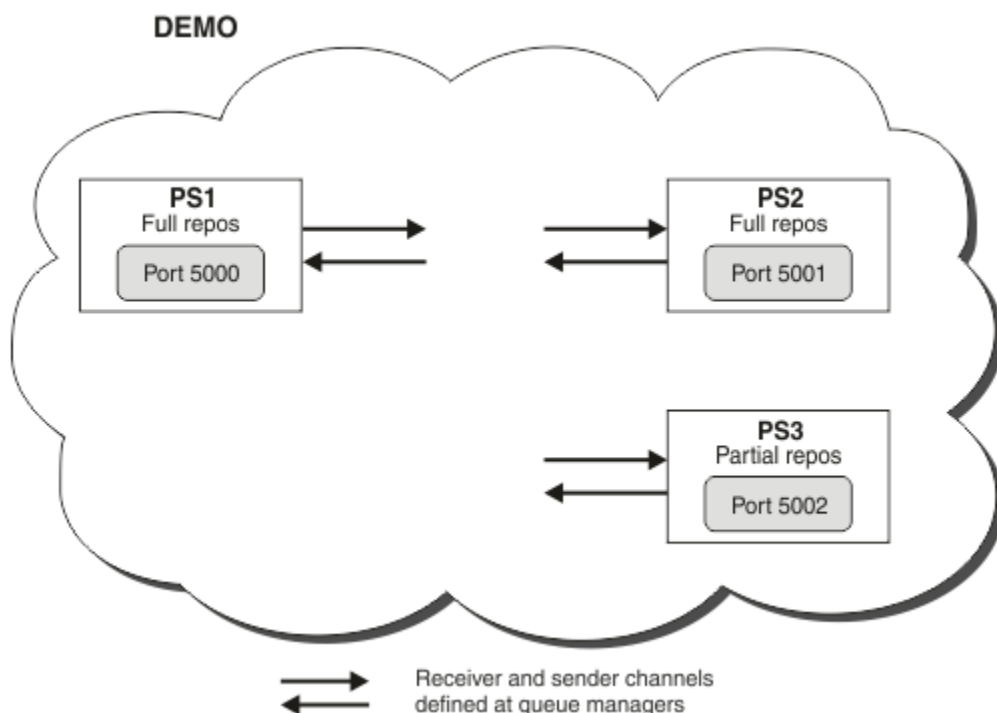 DEMO
PS1
Full repos
Port 5000
PS2
Full repos
Port 5001
PS3
Partial repos
Port 5002
Receiver and sender channels
defined at queue managers